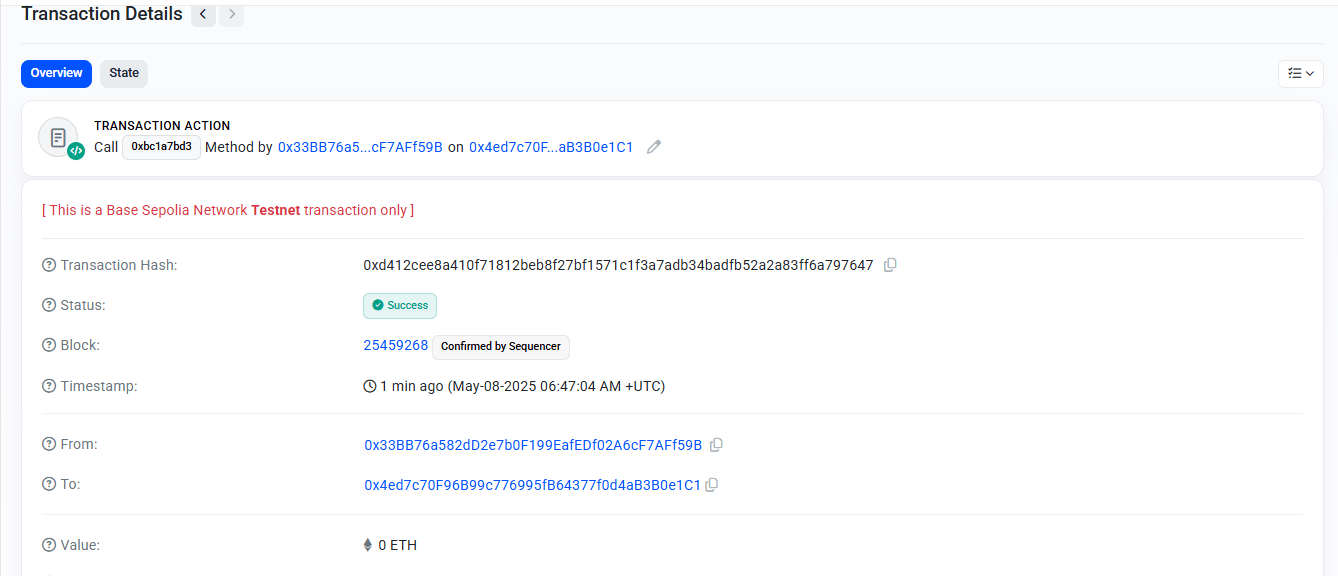 Transaction Details
Overview State
TRANSACTION ACTION
Call 0xbc1a7bd3 Method by 0x33BB76a5...cF7AFf59B on 0x4ed7c70F...aB3B0e1C1
[ This is a Base Sepolia Network Testnet transaction only ]
Transaction Hash: 0xd412cee8a410f71812beb8f27bf1571c1f3a7adb34badfb52a2a83ff6a797647
Status: Success
Block: 25459268 Confirmed by Sequencer
Timestamp: 1 min ago (May-08-2025 06:47:04 AM +UTC)
From: 0x33BB76a582dD2e7b0F199EafEDf02A6cF7AFf59B
To: 0x4ed7c70F96B99c776995fB64377f0d4aB3B0e1C1
Value: 0 ETH